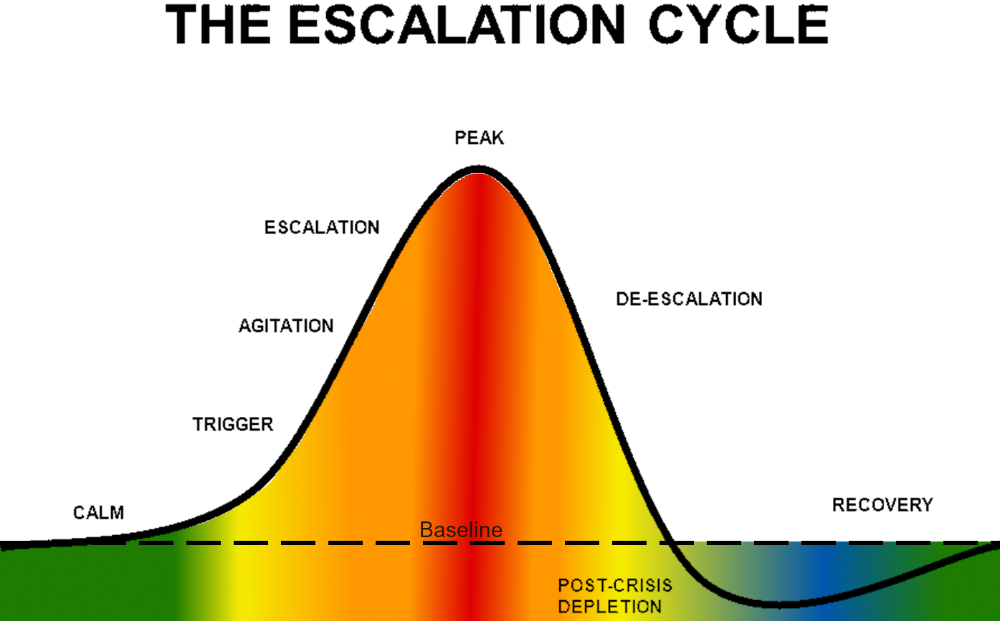 THE ESCALATION CYCLE
PEAK
ESCALATION
DE-ESCALATION
AGITATION
TRIGGER
CALM
RECOVERY
Baseline
POST-CRISIS
DEPLETION